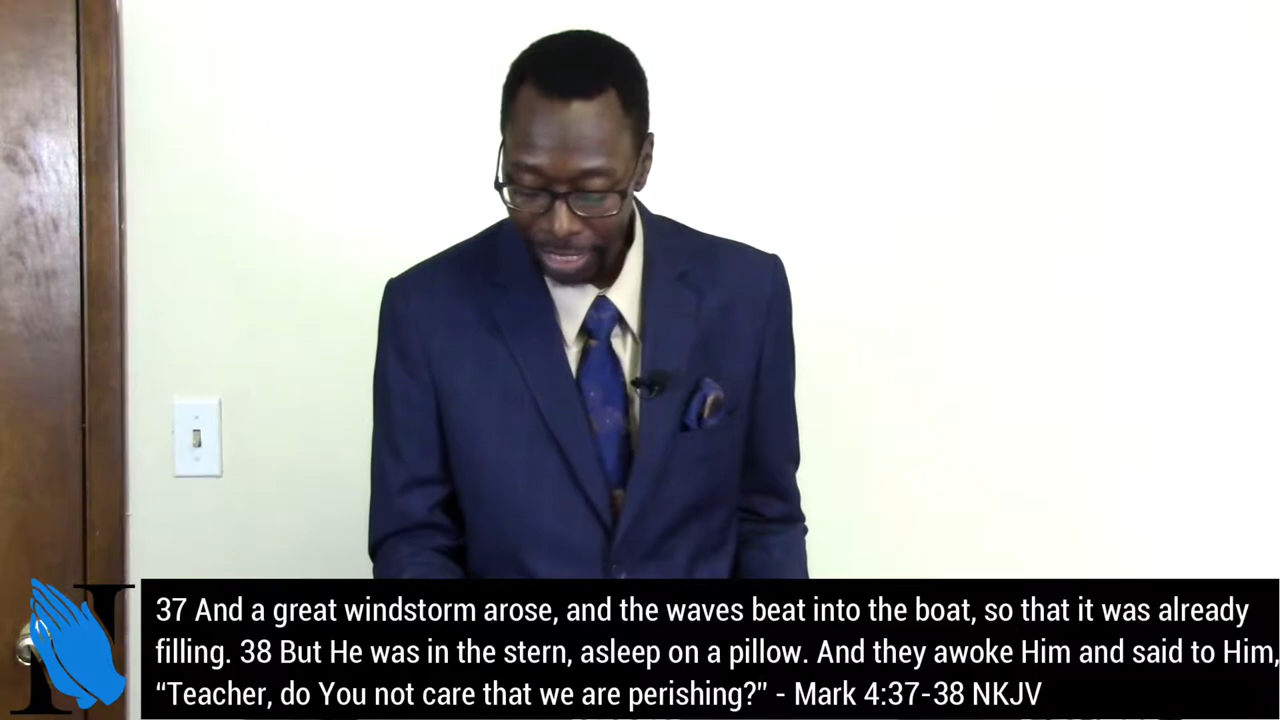 37 And a great windstorm arose, and the waves beat into the boat, so that it was already
filling. 38 But He was in the stern, asleep on a pillow. And they awoke Him and said to Him,
“Teacher, do You not care that we are perishing?” - Mark 4:37-38 NKJV
N